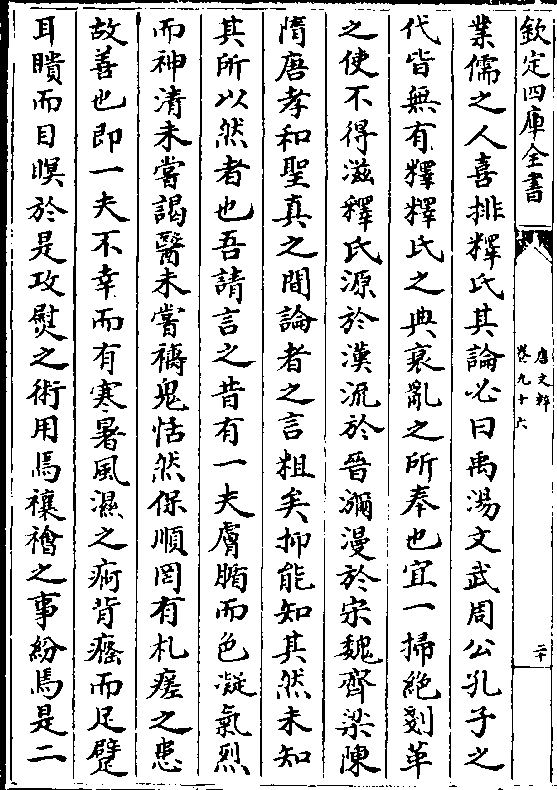 業儒之人喜排釋氏其論必曰禹湯文武周公孔子之
代皆無有釋釋氏之興衰亂之所奉也宜一掃絶剗革
之使不得滋釋氏源於漢流於晉瀰漫於宋魏齊梁陳
隋唐孝和聖真之間論者之言粗矣抑能知其然未知
其所以然者也吾請言之昔有一夫膚腯而色凝氣烈
而神清未嘗謁醫未嘗禱鬼恬然保順罔有札瘥之患
故善也即一夫不幸而有寒暑風濕之痾背癃而足躄
耳聵而目瞑於是攻熨之術用焉禳禬之事紛焉是二
欽定四庫全書
唐文粹
卷九十六
二十